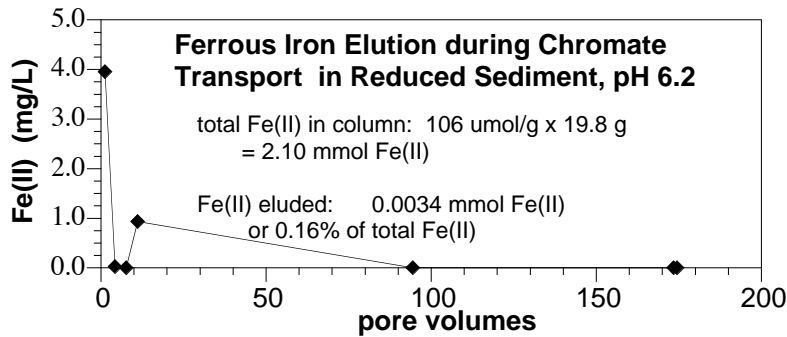 Ferrous Iron Elution during Chromate
Transport in Reduced Sediment, pH 6.2
total Fe(II) in column: 106 umol/g x 19.8 g
= 2.10 mmol Fe(II)
Fe(II) eluded: 0.0034 mmol Fe(II)
or 0.16% of total Fe(II)
Fe(II) (mg/L)
5.0
4.0
3.0
2.0
1.0
0.0
0 50 100 150 200
pore volumes